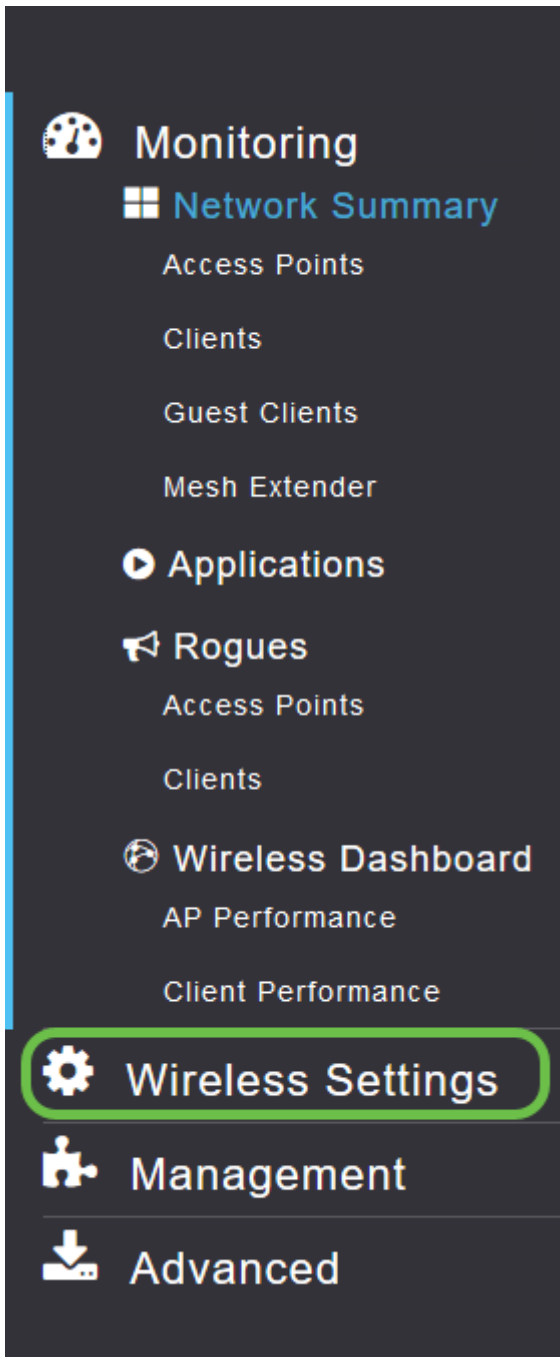 Monitoring
Network Summary
Access Points
Clients
Guest Clients
Mesh Extender
Applications
Rogues
Access Points
Clients
Wireless Dashboard
AP Performance
Client Performance
Wireless Settings
Management
Advanced